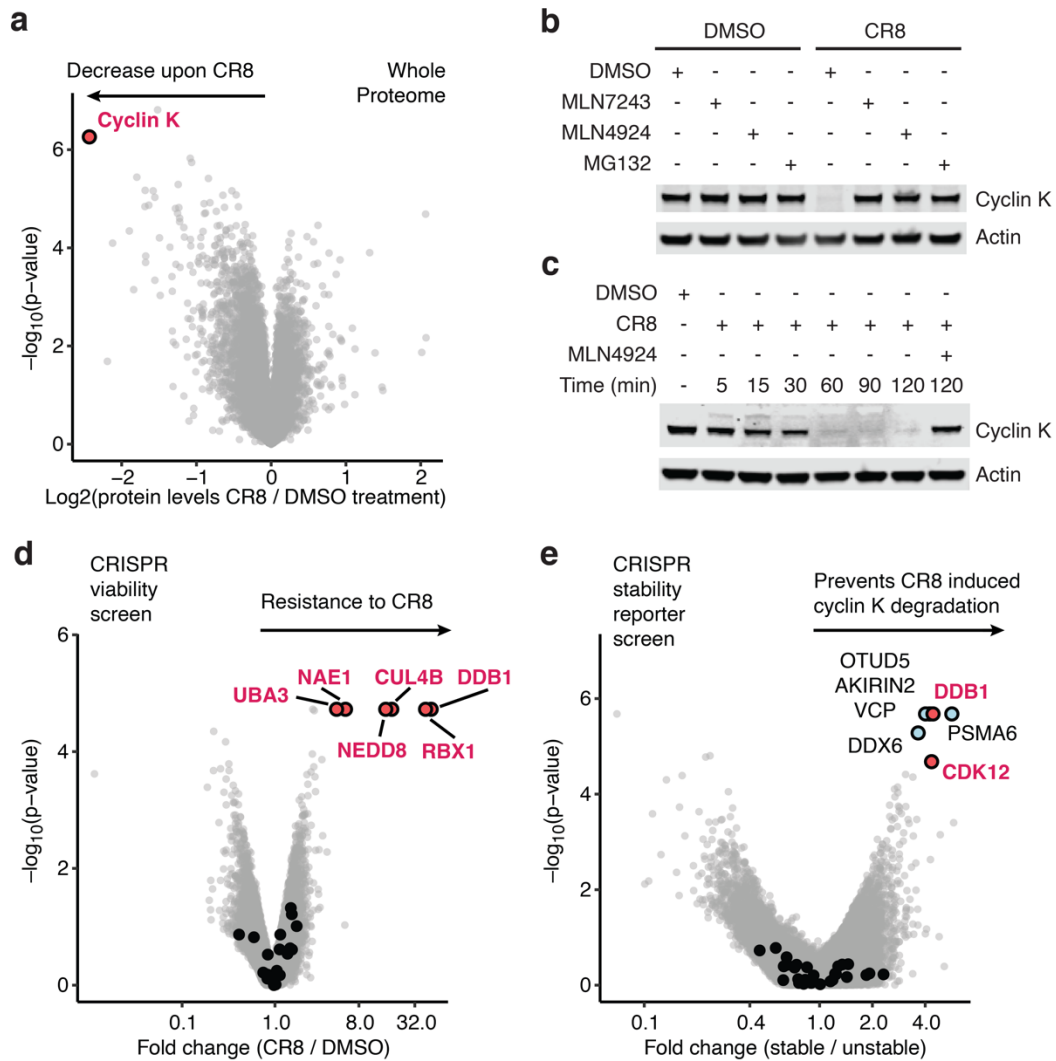 a
Decrease upon CR8
Whole
Proteome
Cyclin K
6
4
2
0
−2 −1 0 1 2
−log10(p−value)
Log2(protein levels CR8 / DMSO treatment)
b
DMSO CR8
DMSO + - - - + - - -
MLN7243 - + - - - + - -
MLN4924 - - + - - - + -
MG132 - - - + - - - +
Cyclin K
Actin
c
DMSO + - - - - - - -
CR8 - + + + + + + +
MLN4924 - - - - - - - +
Time (min) - 5 15 30 60 90 120 120
Cyclin K
Actin
d
CRISPR
viability
screen
Resistance to CR8
6
4
2
0
NAE1 CUL4B DDB1
UBA3
NEDD8 RBX1
0.1 1.0 8.0 32.0
−log10(p−value)
Fold change (CR8 / DMSO)
e
CRISPR
stability
reporter
screen
Prevents CR8 induced
cyclin K degradation
OTUD5
AKIRIN2
VCP
DDB1
DDX6
PSMA6
CDK12
6
4
2
0
0.1 0.4 1.0 2.0 4.0
−log10(p−value)
Fold change (stable / unstable)